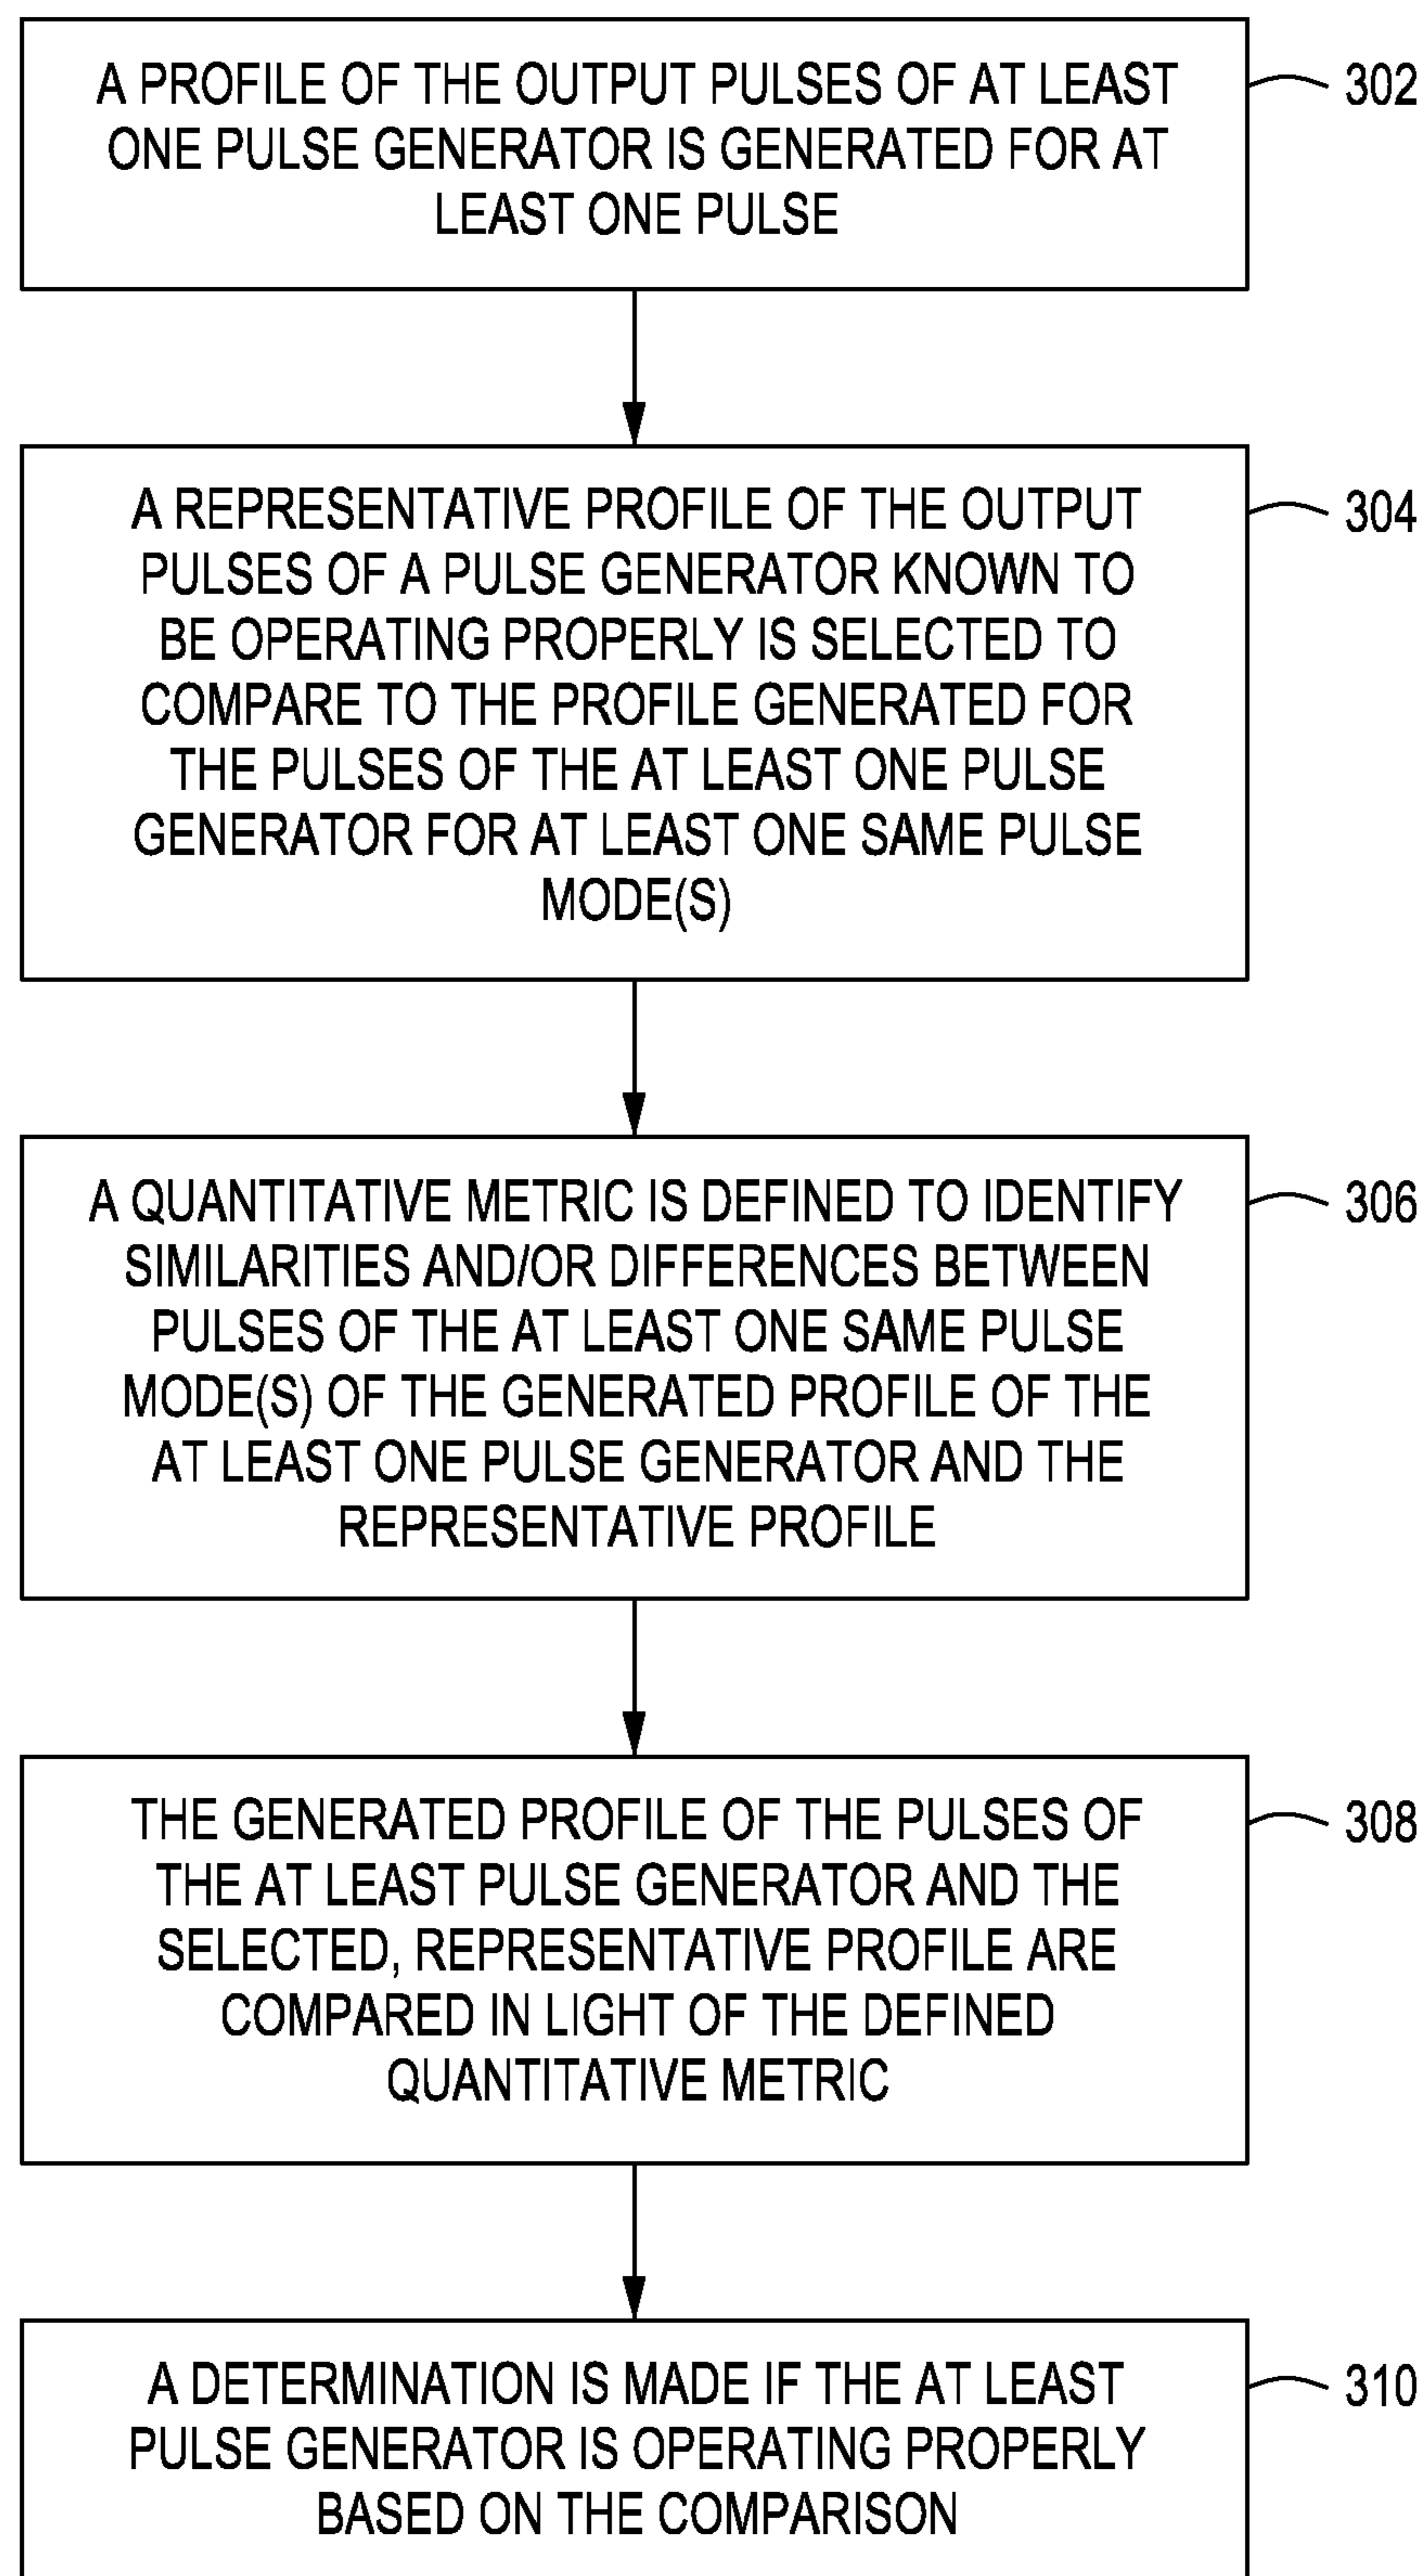 A PROFILE OF THE OUTPUT PULSES OF AT LEAST
ONE PULSE GENERATOR IS GENERATED FOR AT
LEAST ONE PULSE
302
A REPRESENTATIVE PROFILE OF THE OUTPUT
PULSES OF A PULSE GENERATOR KNOWN TO
BE OPERATING PROPERLY IS SELECTED TO
COMPARE TO THE PROFILE GENERATED FOR
THE PULSES OF THE AT LEAST ONE PULSE
GENERATOR FOR AT LEAST ONE SAME PULSE
MODE(S)
304
A QUANTITATIVE METRIC IS DEFINED TO IDENTIFY
SIMILARITIES AND/OR DIFFERENCES BETWEEN
PULSES OF THE AT LEAST ONE SAME PULSE
MODE(S) OF THE GENERATED PROFILE OF THE
AT LEAST ONE PULSE GENERATOR AND THE
REPRESENTATIVE PROFILE
306
THE GENERATED PROFILE OF THE PULSES OF
THE AT LEAST PULSE GENERATOR AND THE
SELECTED, REPRESENTATIVE PROFILE ARE
COMPARED IN LIGHT OF THE DEFINED
QUANTITATIVE METRIC
308
A DETERMINATION IS MADE IF THE AT LEAST
PULSE GENERATOR IS OPERATING PROPERLY
BASED ON THE COMPARISON
310